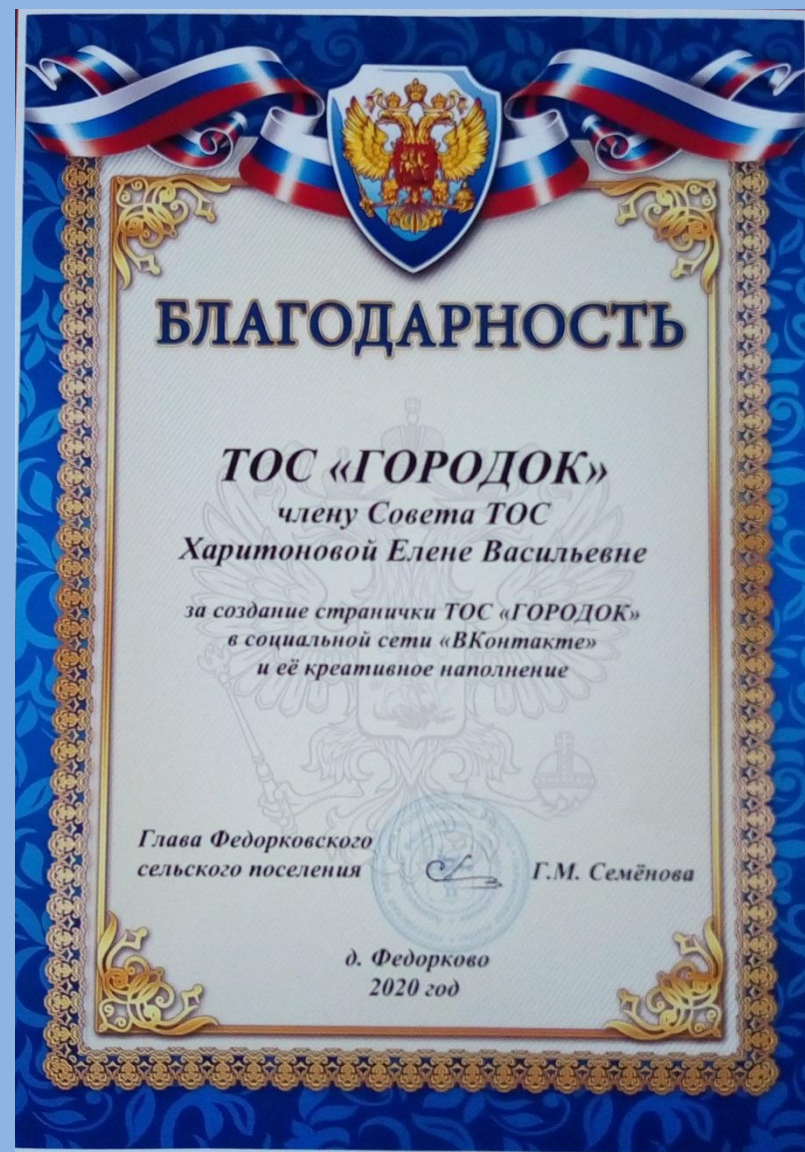 БЛАГОДАРНОСТЬ
ТОС «ГОРОДОК»
члену Совета ТОС
Харитоновой Елене Васильевне
за создание странички ТОС «ГОРОДОК»
в социальной сети «ВКонтакте»
и её креативное наполнение
Глава Федорковского
сельского поселения
Г.М. Семёнова
д. Федорково
2020 год